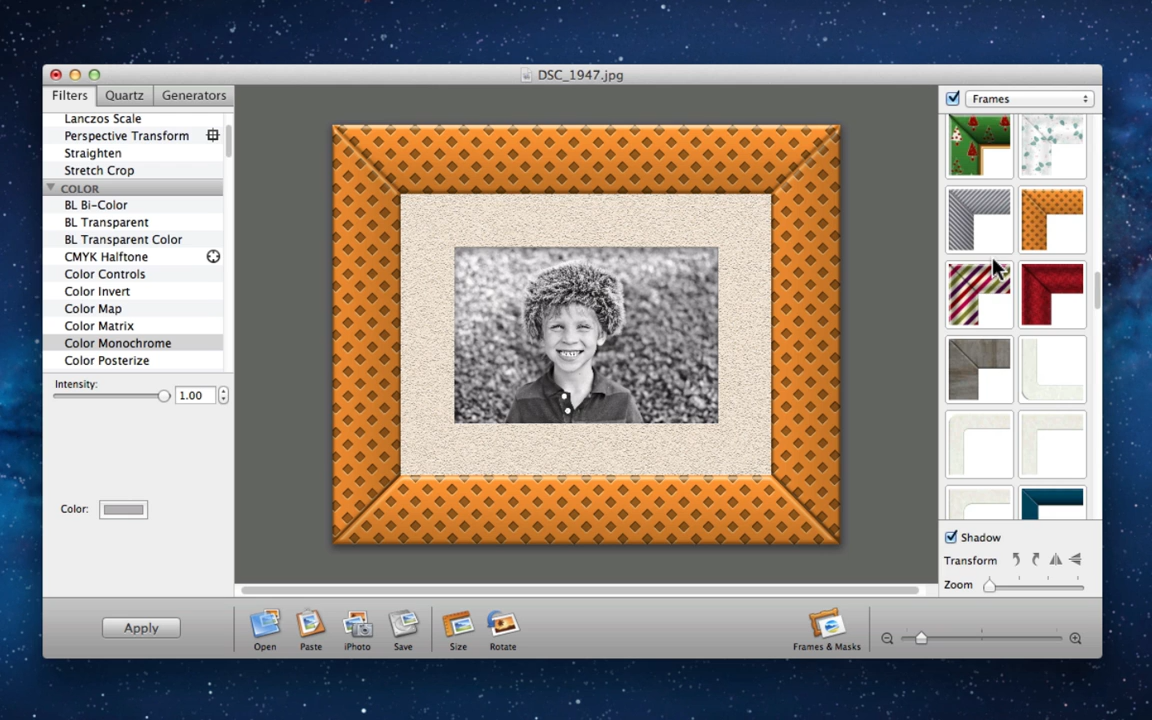 DSC_1947.jpg
Filters
Quartz
Generators
Frames
Lanczos Scale
Perspective Transform
Straighten
Stretch Crop
COLOR
BL Bi-Color
BL Transparent
BL Transparent Color
CMYK Halftone
Color Controls
Color Invert
Color Map
Color Matrix
Color Monochrome
Color Posterize
Intensity:
1.00
Color:
Shadow
Transform
Zoom
Apply
Open
Paste
iPhoto
Save
Size
Rotate
Frames & Masks